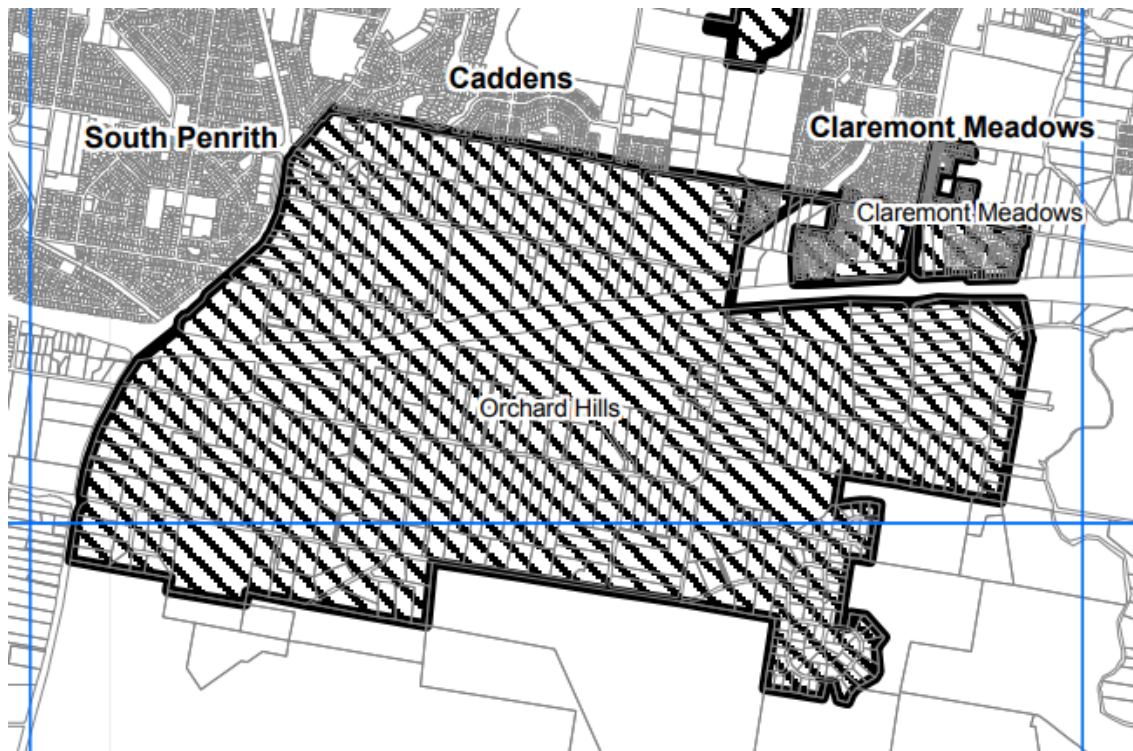 Caddens
South Penrith
Claremont Meadows
Claremont Meadows
Orchard Hills